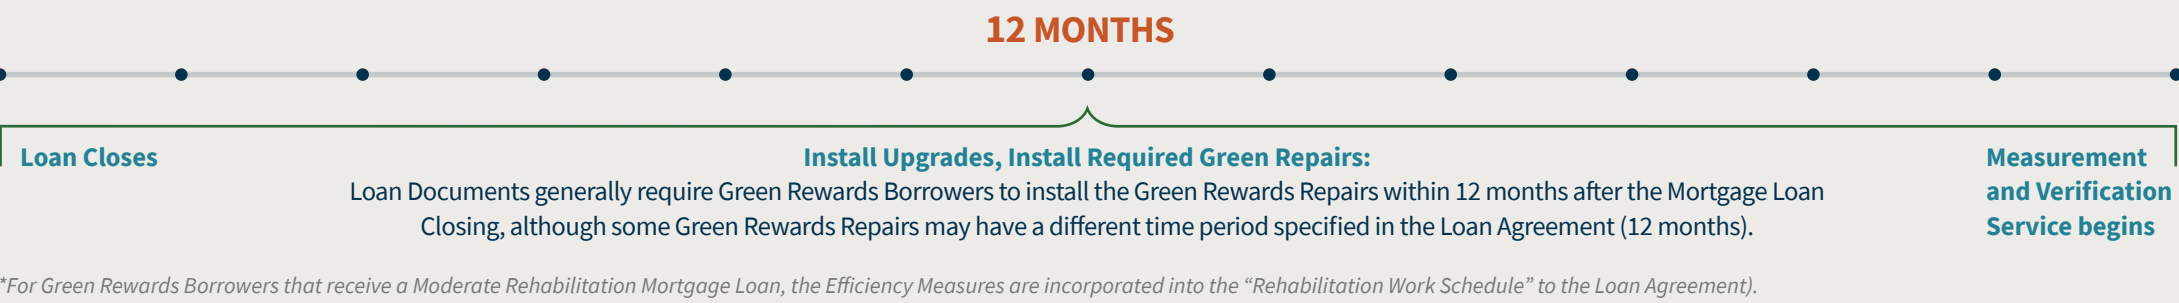 12 MONTHS
Loan Closes
Install Upgrades, Install Required Green Repairs:
Loan Documents generally require Green Rewards Borrowers to install the Green Rewards Repairs within 12 months after the Mortgage Loan
Closing, although some Green Rewards Repairs may have a different time period specified in the Loan Agreement (12 months).
Measurement
and Verification
Service begins
*For Green Rewards Borrowers that receive a Moderate Rehabilitation Mortgage Loan, the Efficiency Measures are incorporated into the “Rehabilitation Work Schedule” to the Loan Agreement).